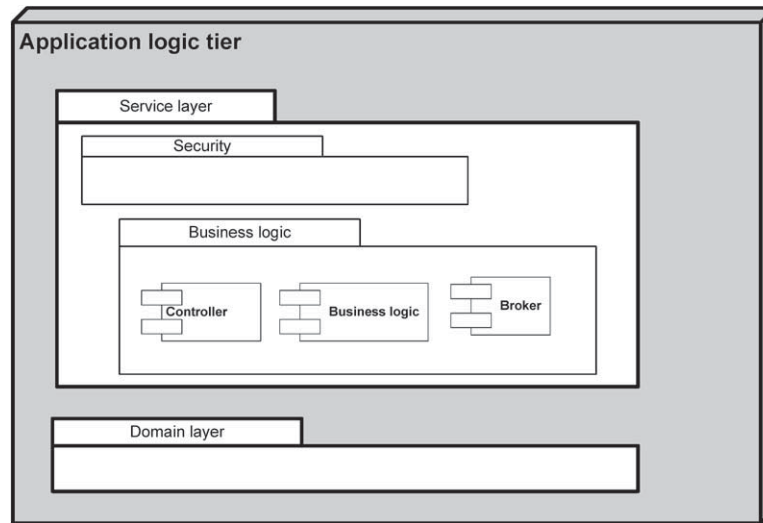 Application logic tier
Service layer
Security
Business logic
Controller
Business logic
Broker
Domain layer